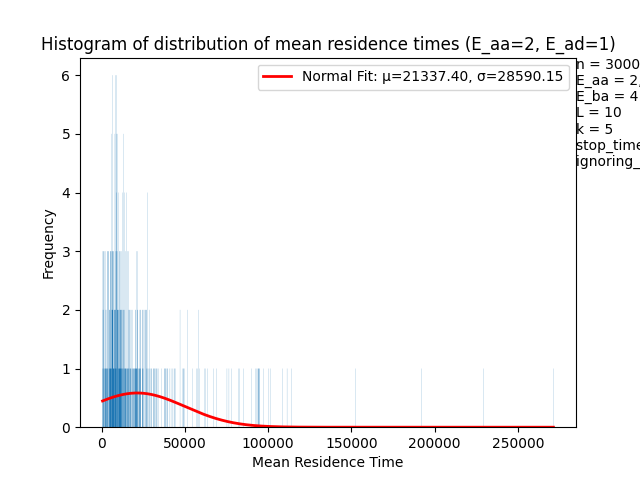 Histogram of distribution of mean residence times (E_aa=2, E_ad=1)
Normal Fit: μ=21337.40, σ=28590.15
n = 3000
E_aa = 2,
E_ba = 4
L = 10
k = 5
stop_time
ignoring_
Frequency
6
5
4
3
2
1
0
0 50000 100000 150000 200000 250000
Mean Residence Time